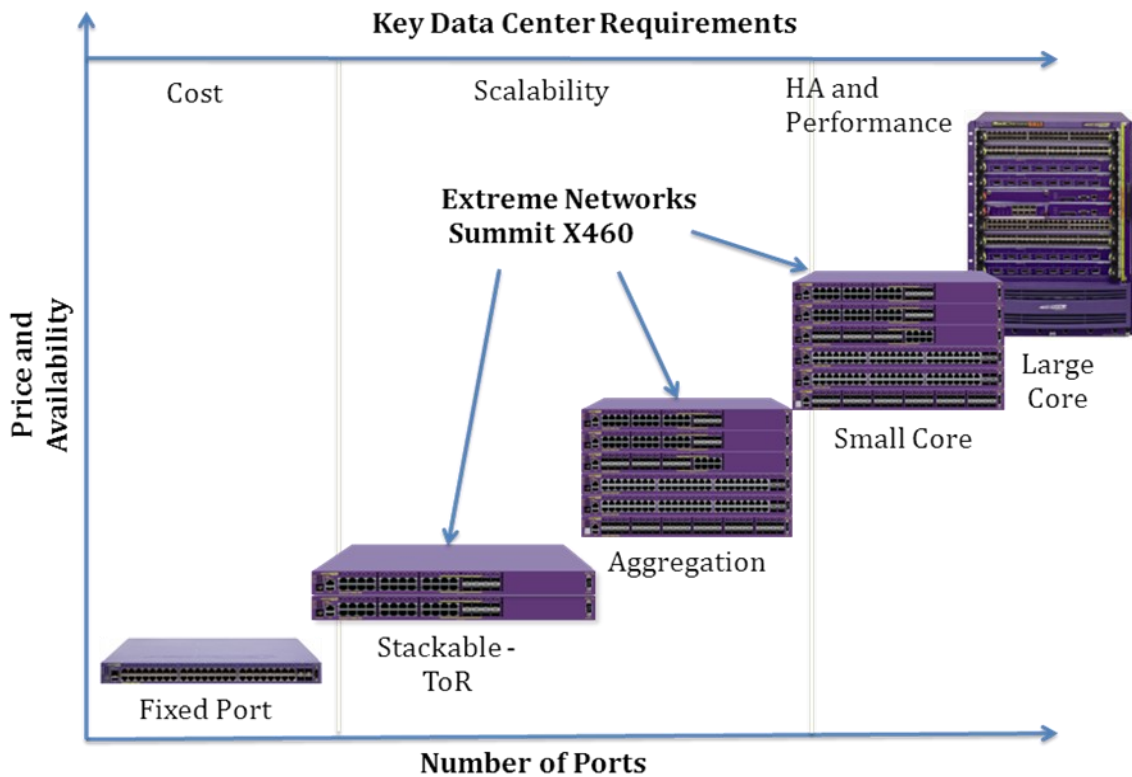 Key Data Center Requirements
Cost
Scalability
HA and
Performance
Extreme Networks
Summit X460
Price and
Availability
Large
Core
Small Core
Aggregation
Stackable -
ToR
Fixed Port
Number of Ports